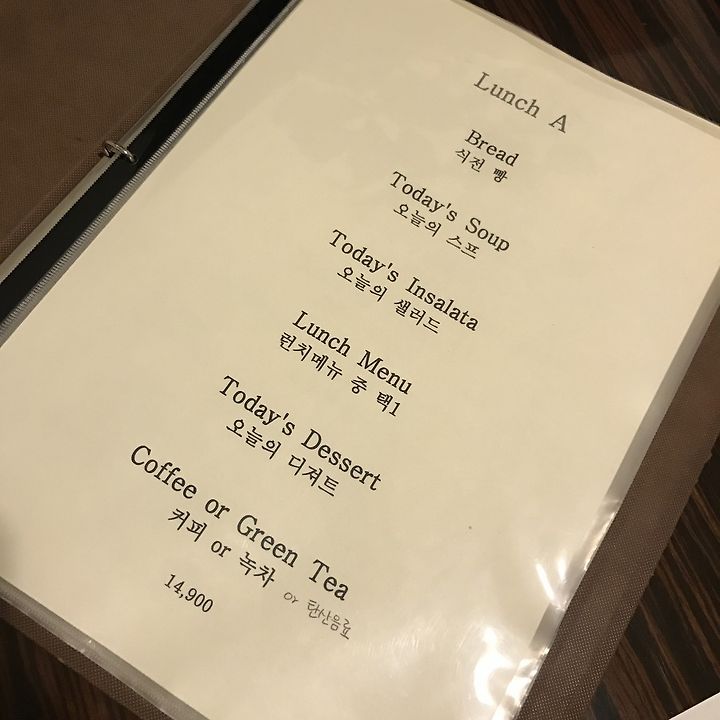 Lunch A
Bread
식전 빵
Today's Soup
오늘의 스프
Today's Insalata
오늘의 샐러드
Lunch Menu
런치메뉴 중 택1
Today's Dessert
오늘의 디져트
Coffee or Green Tea
커피 or 녹차 or 탄산음료
14,900